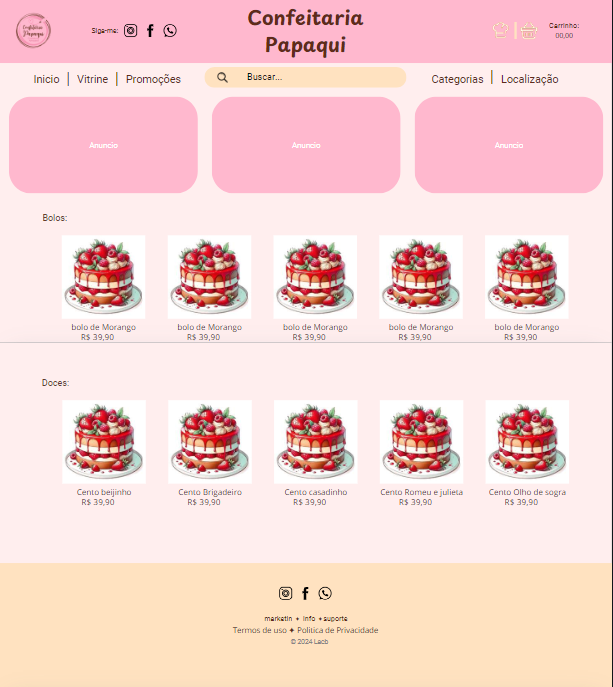 Confeitaria
Papaqui
Siga-me:
Confeitaria
Papaqui
Carrinho:
00,00
Inicio | Vitrine | Promoções
Buscar...
Categorias | Localização
Anuncio Anuncio Anuncio
Bolos:
bolo de Morango bolo de Morango bolo de Morango bolo de Morango bolo de Morango
R$ 39,90 R$ 39,90 R$ 39,90 R$ 39,90 R$ 39,90
Doces:
Cento beijinho Cento Brigadeiro Cento casadinho Cento Romeu e julieta Cento Olho de sogra
R$ 39,90 R$ 39,90 R$ 39,90 R$ 39,90 R$ 39,90
marketin ✦ info ✦ suporte
Termos de uso ✦ Politica de Privacidade
© 2024 Lacb